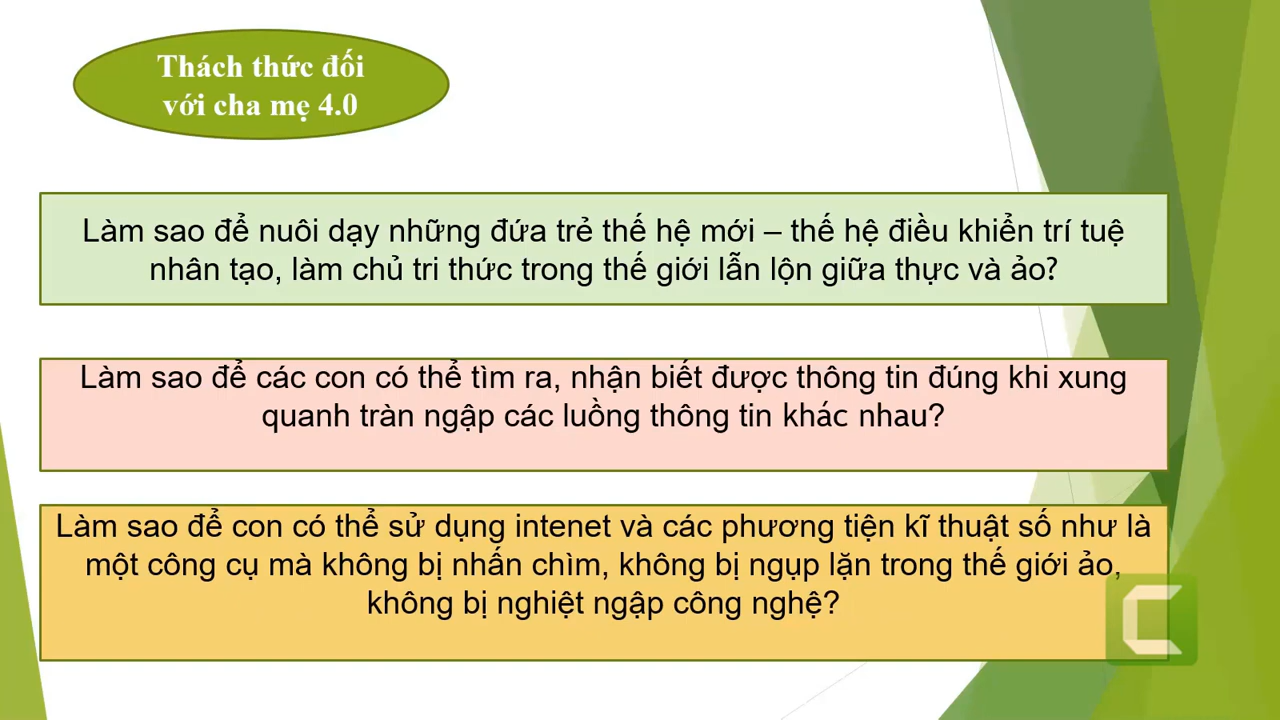 Thách thức đối
với cha mẹ 4.0
Làm sao để nuôi dạy những đứa trẻ thế hệ mới – thế hệ điều khiển trí tuệ
nhân tạo, làm chủ tri thức trong thế giới lẫn lộn giữa thực và ảo?
Làm sao để các con có thể tìm ra, nhận biết được thông tin đúng khi xung
quanh tràn ngập các luồng thông tin khác nhau?
Làm sao để con có thể sử dụng intenet và các phương tiện kĩ thuật số như là
một công cụ mà không bị nhấn chìm, không bị ngụp lặn trong thế giới ảo,
không bị nghiệt ngập công nghệ?